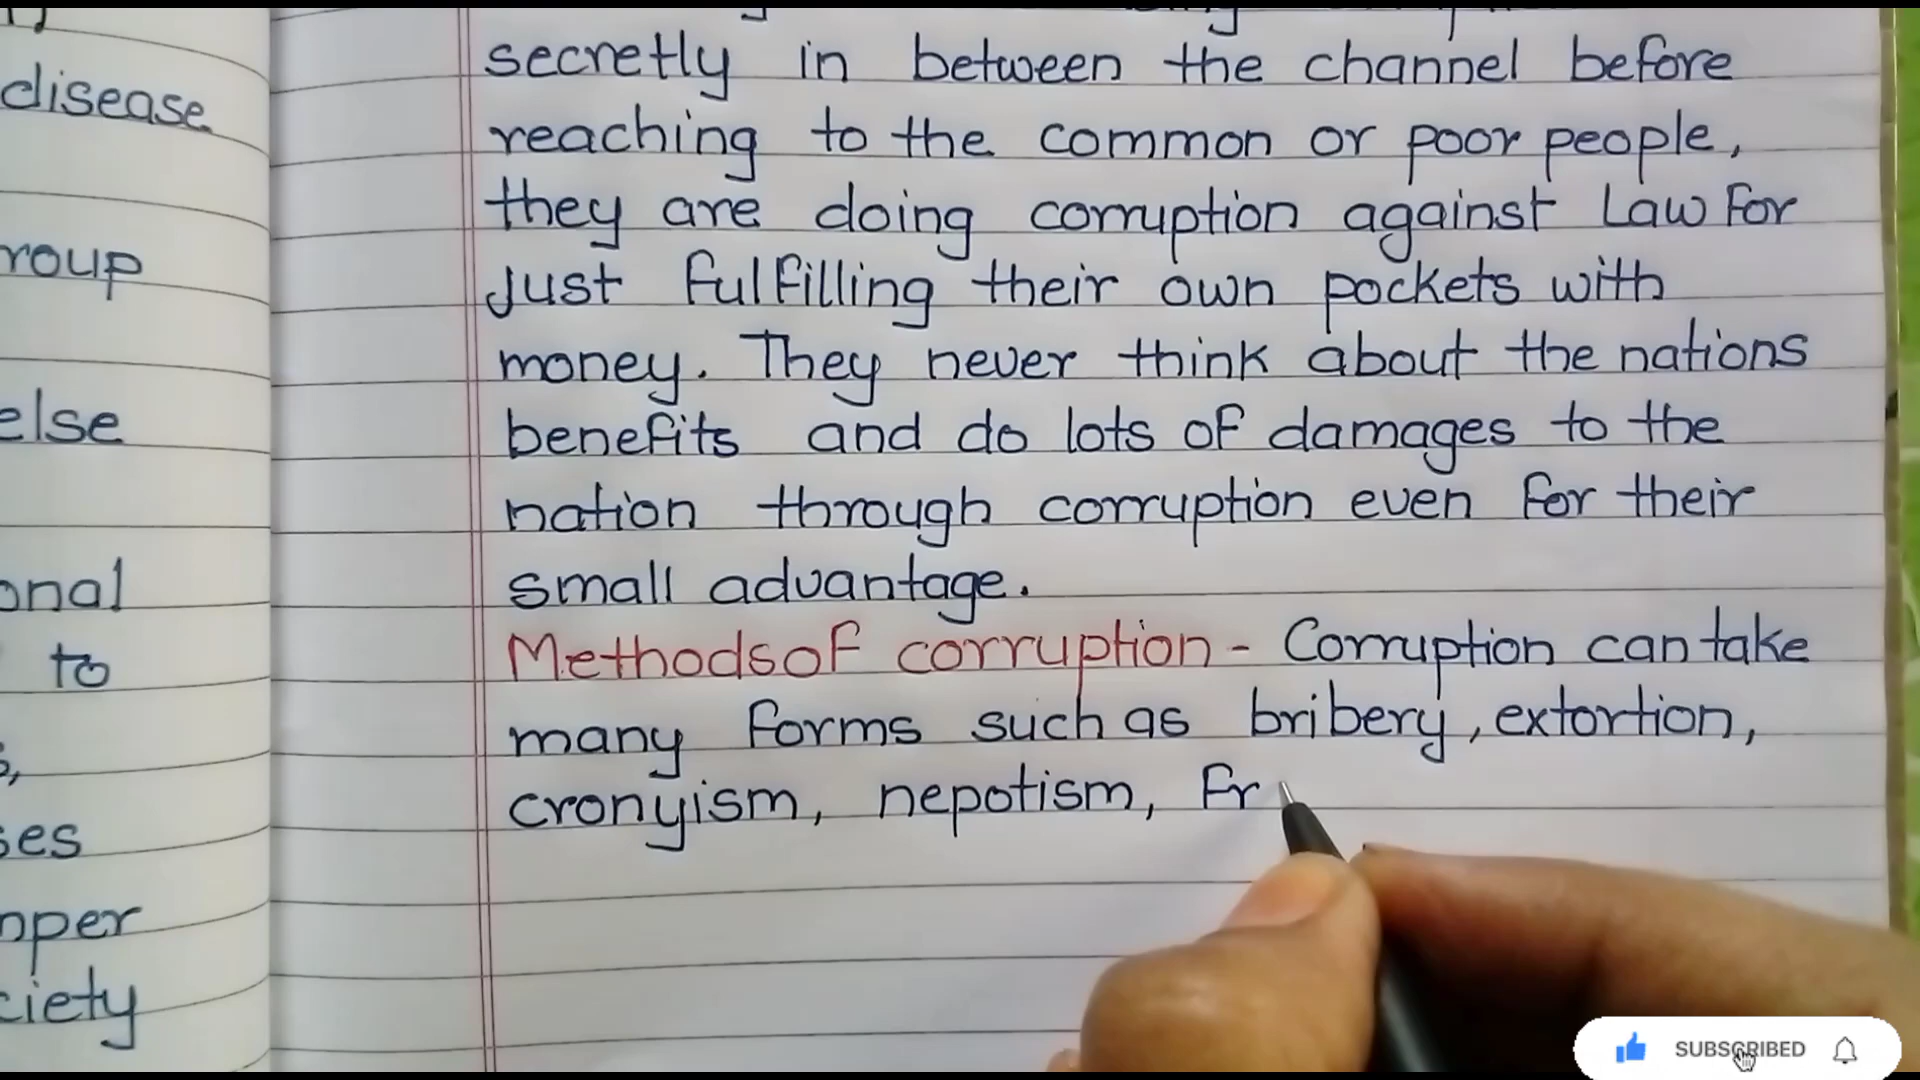 disease
roup
else
onal
to
ses
mper
ciety
secretly in between the channel before
reaching to the common or poor people,
they are doing corruption against Law for
Just fulfilling their own pockets with
money. They never think about the nations
benefits and do lots of damages to the
nation through corruption even for their
small advantage.
Methods of corruption - Corruption can take
many forms such as bribery, extortion,
cronyism, nepotism, Fr
SUBSCRIBED